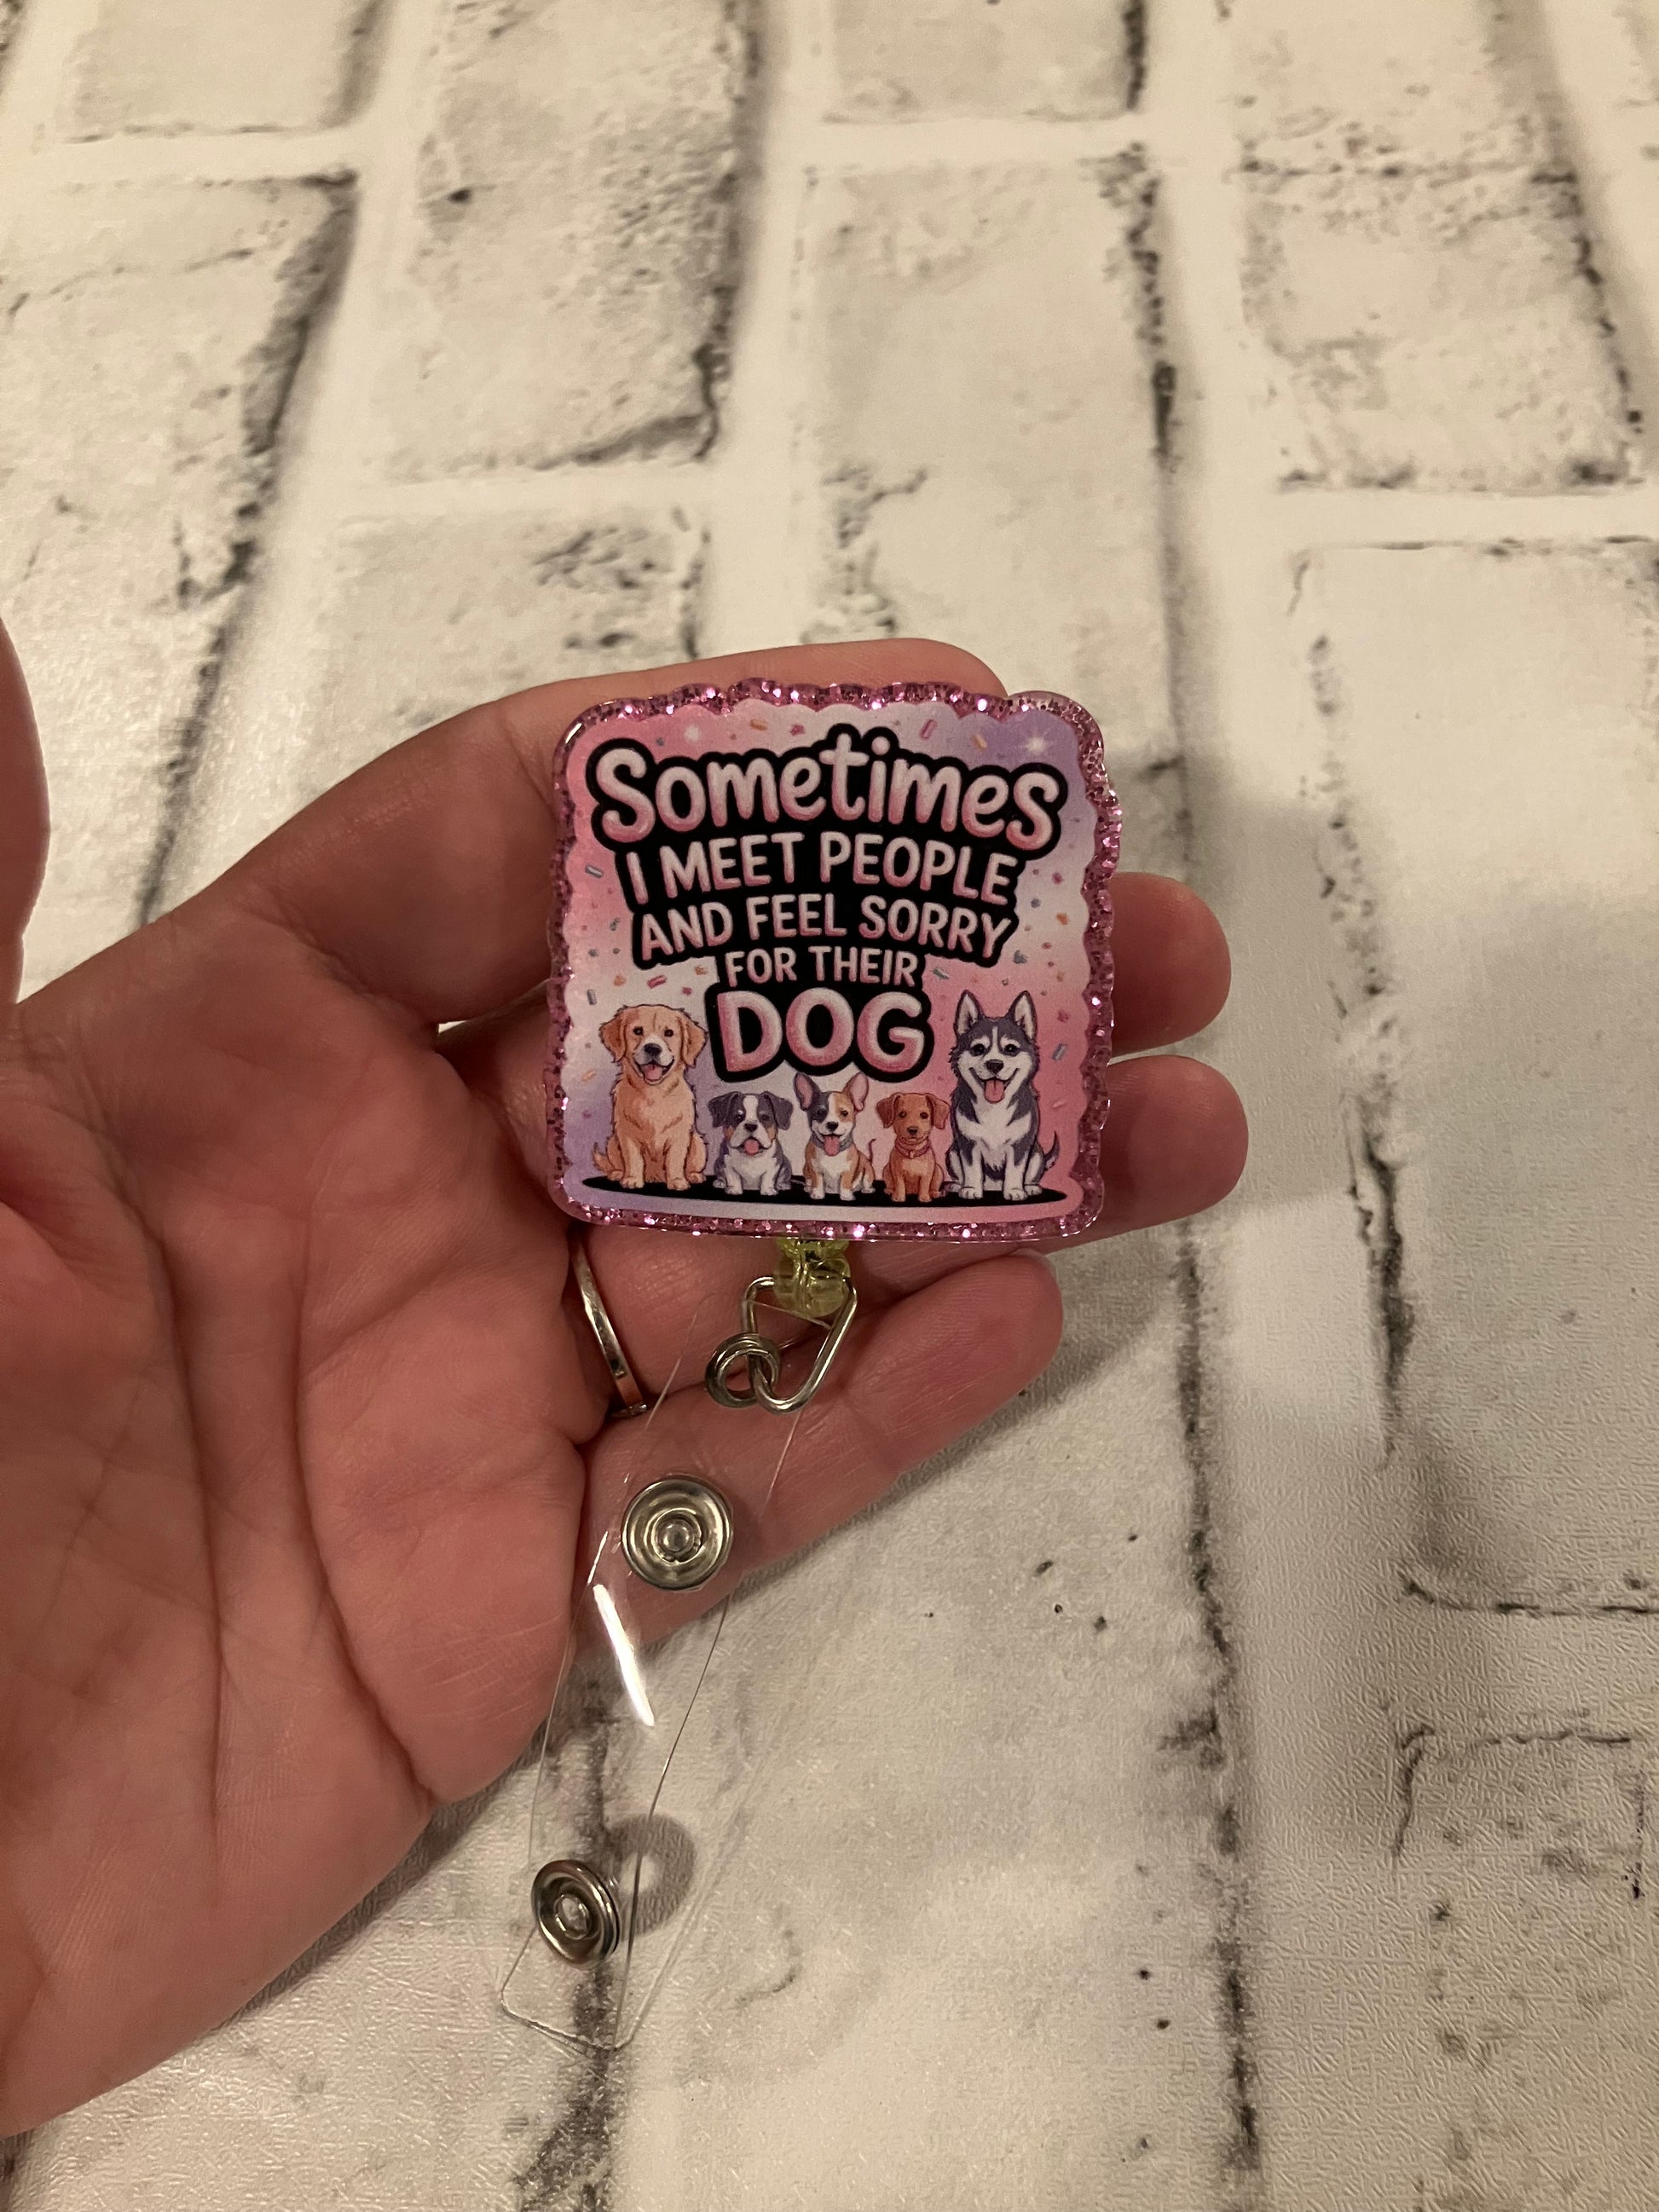 Sometimes
I MEET PEOPLE
AND FEEL SORRY
FOR THEIR
DOG